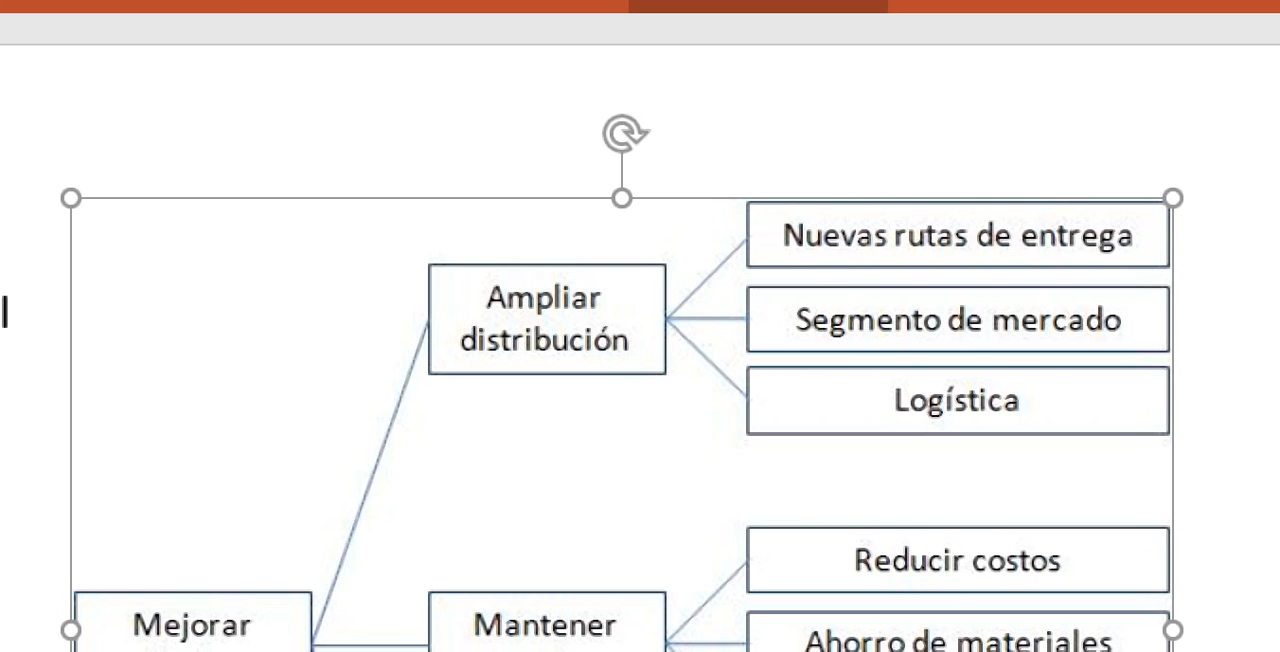 Ampliar
distribución
Nuevas rutas de entrega
Segmento de mercado
Logística
Mejorar
Mantener
Reducir costos
Ahorro de materiales